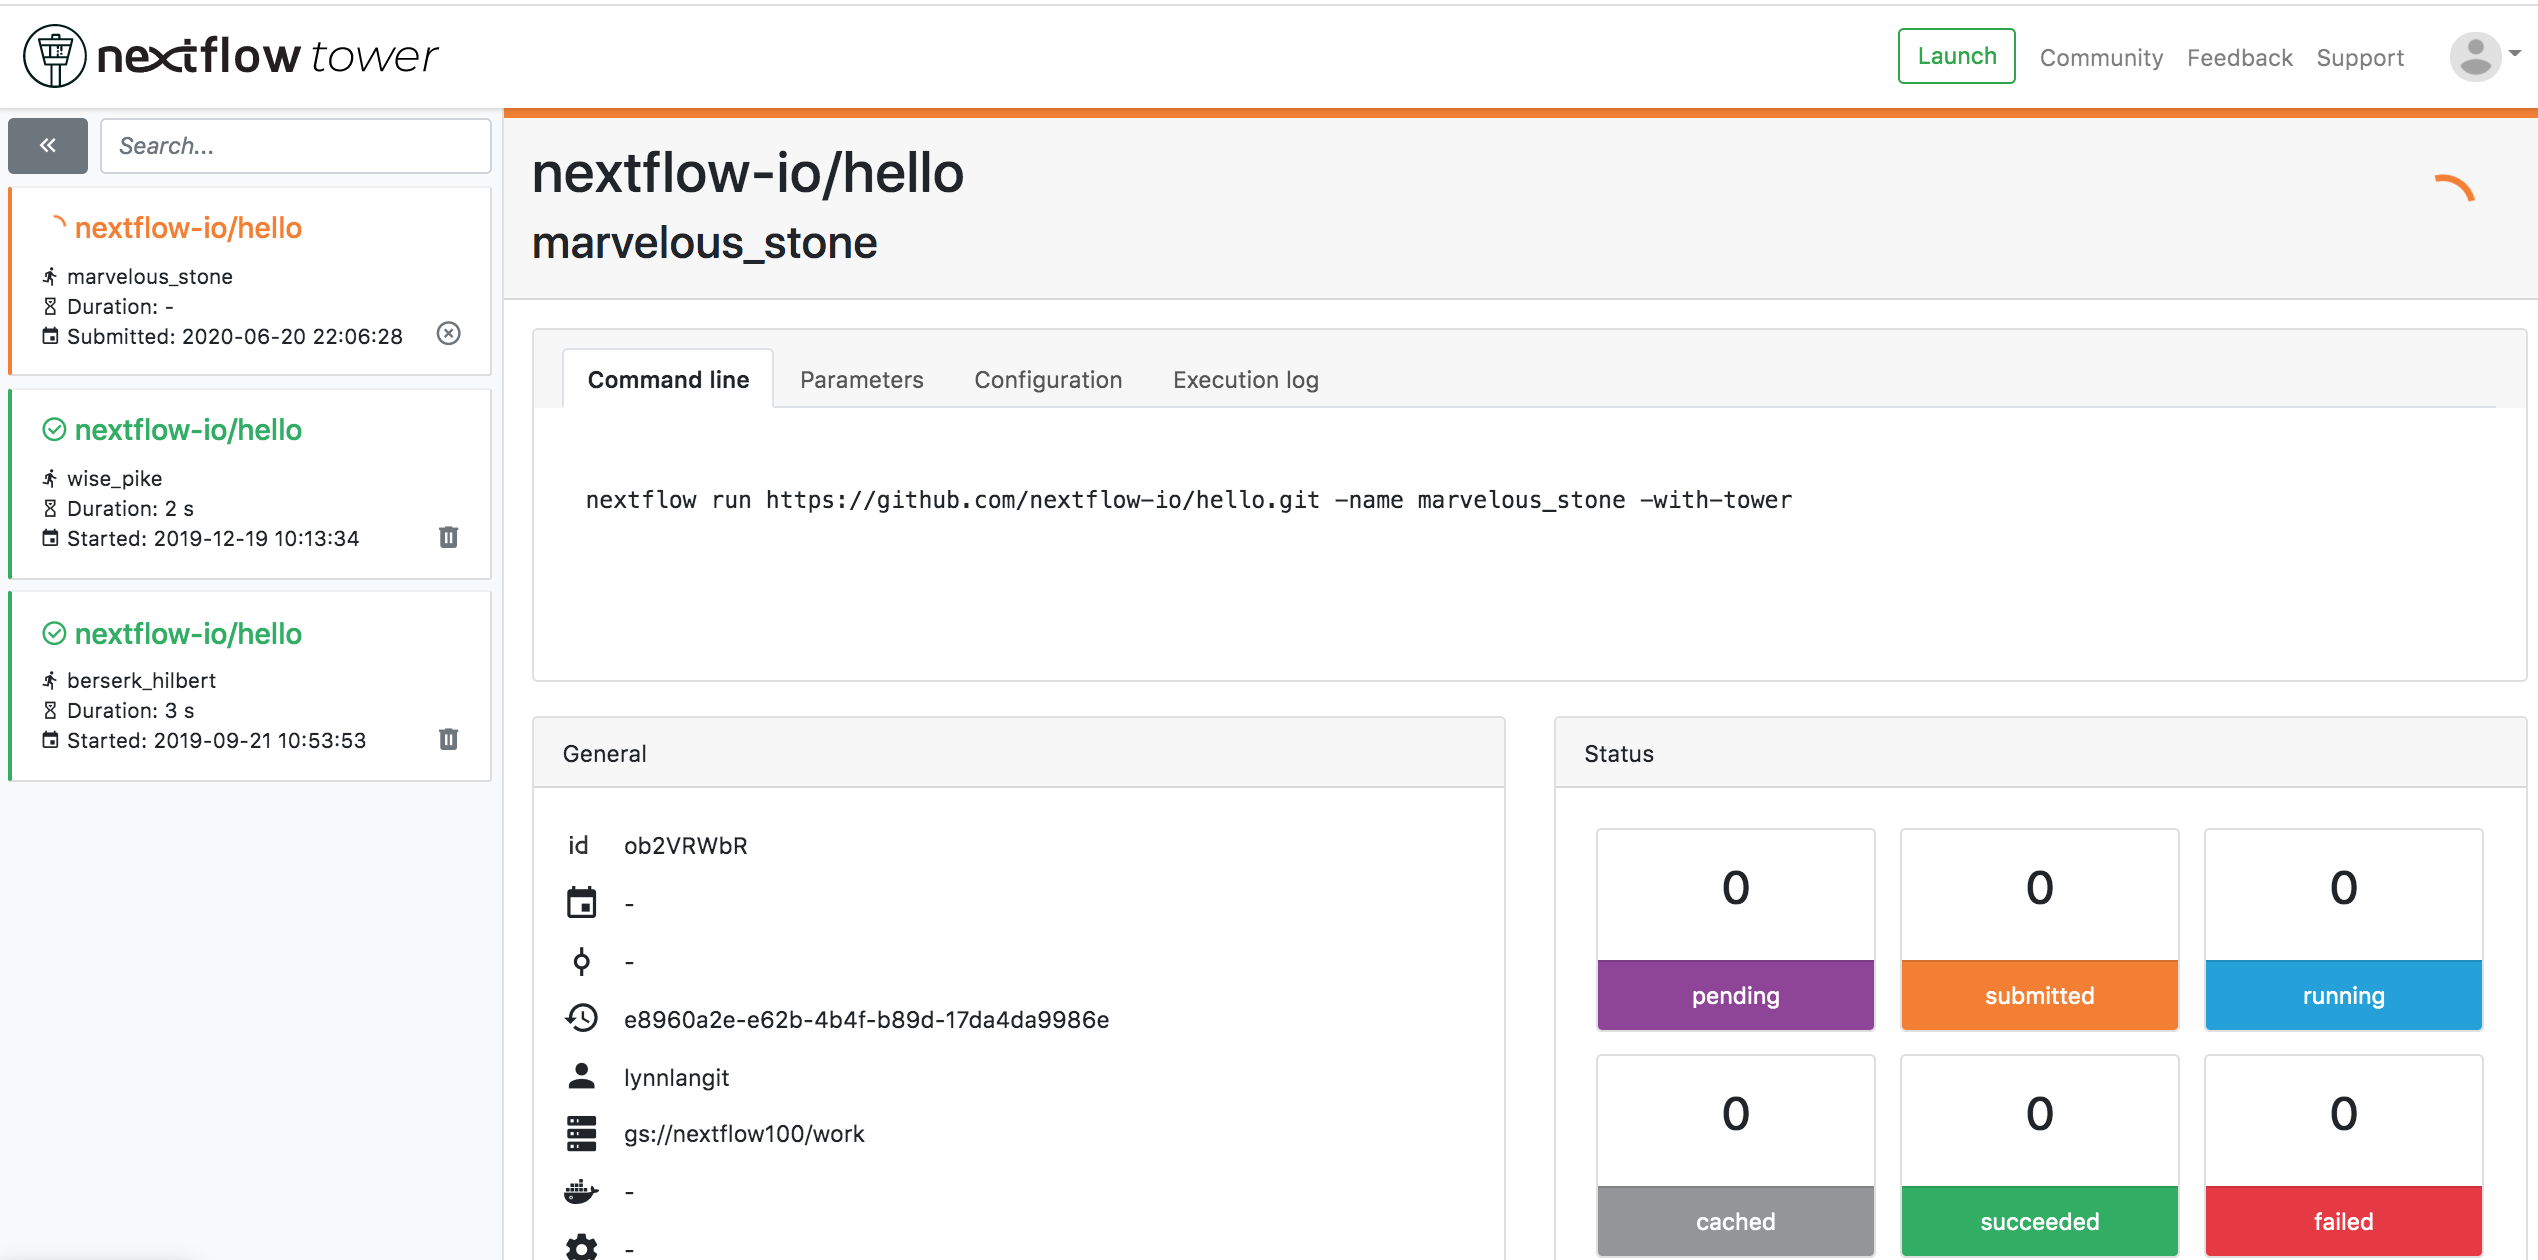 nextflow tower
Launch Community Feedback Support
«
Search...
nextflow-io/hello
marvelous_stone
Duration: -
Submitted: 2020-06-20 22:06:28
nextflow-io/hello
wise_pike
Duration: 2 s
Started: 2019-12-19 10:13:34
nextflow-io/hello
berserk_hilbert
Duration: 3 s
Started: 2019-09-21 10:53:53
nextflow-io/hello
marvelous_stone
Command line Parameters Configuration Execution log
nextflow run https://github.com/nextflow-io/hello.git -name marvelous_stone -with-tower
General
id ob2VRWbR
-
-
e8960a2e-e62b-4b4f-b89d-17da4da9986e
lynnlangit
gs://nextflow100/work
-
-
Status
0 0 0
pending submitted running
0 0 0
cached succeeded failed